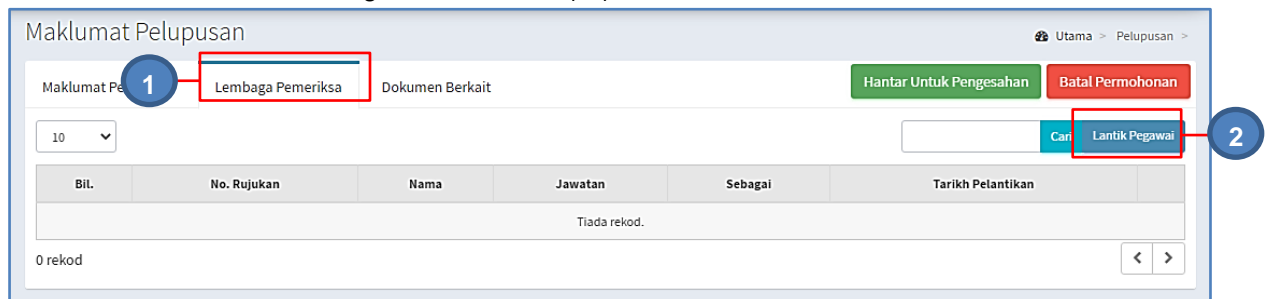 Maklumat Pelupusan
Utama > Pelupusan >
Maklumat Pe
1
Lembaga Pemeriksa
Dokumen Berkait
Hantar Untuk Pengesahan
Batal Permohonan
10
Cari
Lantik Pegawai
2
Bil.
No. Rujukan
Nama
Jawatan
Sebagai
Tarikh Pelantikan
Tiada rekod.
0 rekod
< >